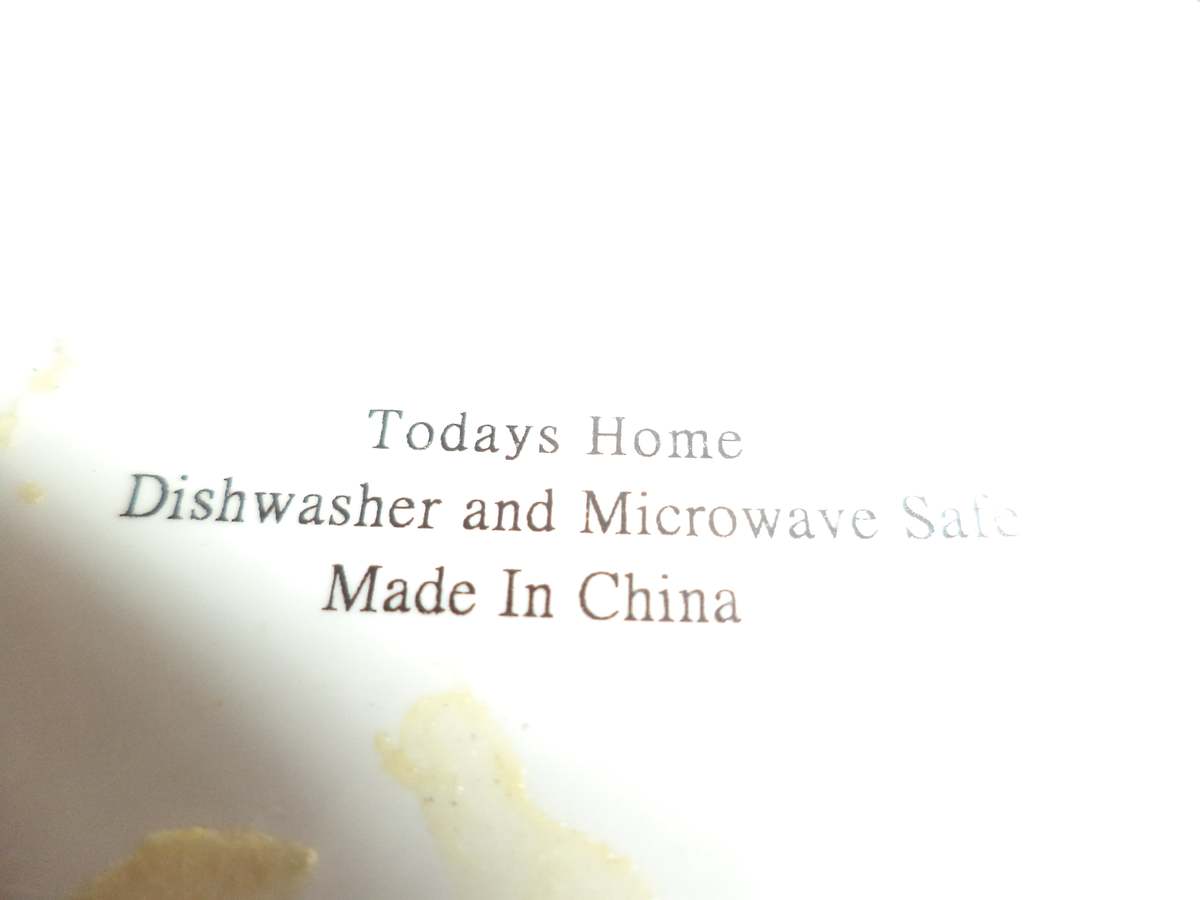 Todays Home
Dishwasher and Microwave Safe
Made In China